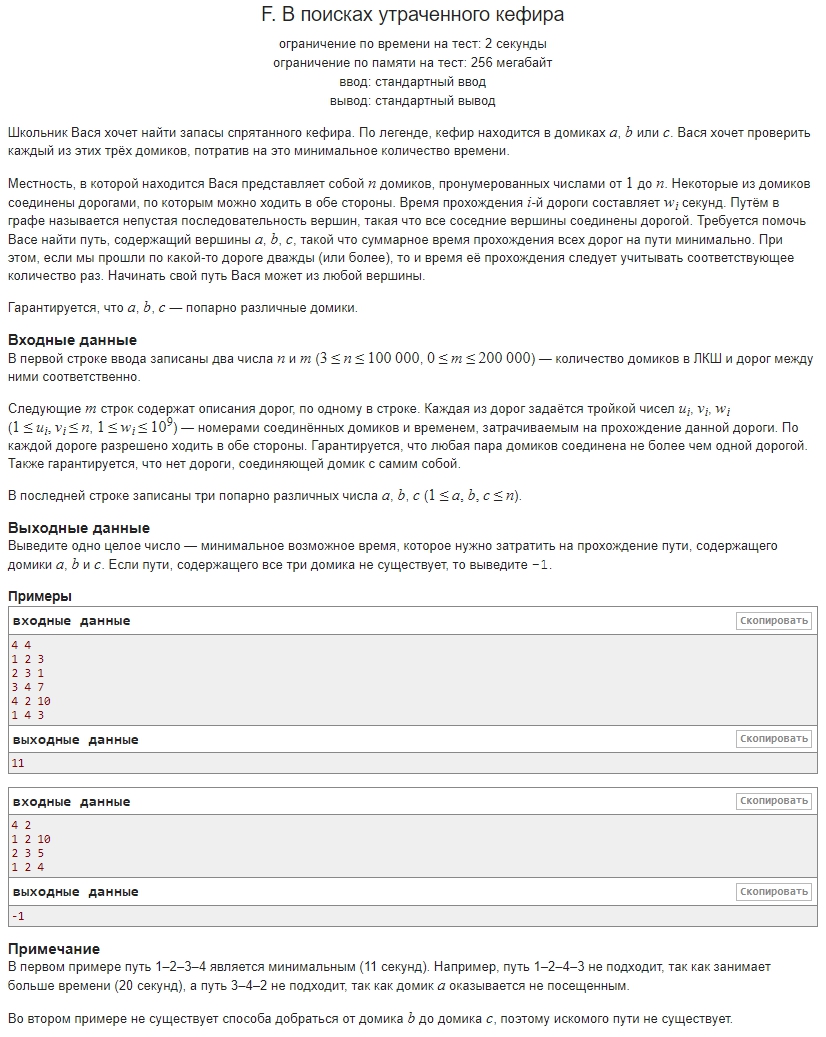 F. В поисках утраченного кефира
ограничение по времени на тест: 2 секунды
ограничение по памяти на тест: 256 мегабайт
ввод: стандартный ввод
вывод: стандартный вывод
Школьник Вася хочет найти запасы спрятанного кефира. По легенде, кефир находится в домиках a, b или c. Вася хочет проверить
каждый из этих трёх домиков, потратив на это минимальное количество времени.
Местность, в которой находится Вася представляет собой n домиков, пронумерованных числами от 1 до n. Некоторые из домиков
соединены дорогами, по которым можно ходить в обе стороны. Время прохождения i-й дороги составляет wi секунд. Путём в
графе называется непустая последовательность вершин, такая что все соседние вершины соединены дорогой. Требуется помочь
Васе найти путь, содержащий вершины a, b, c, такой что суммарное время прохождения всех дорог на пути минимально. При
этом, если мы прошли по какой-то дороге дважды (или более), то и время её прохождения следует учитывать соответствующее
количество раз. Начинать свой путь Вася может из любой вершины.
Гарантируется, что a, b, c — попарно различные домики.
Входные данные
В первой строке ввода записаны два числа n и m (3 ≤ n ≤ 100 000, 0 ≤ m ≤ 200 000) — количество домиков в ЛКШ и дорог между
ними соответственно.
Следующие m строк содержат описания дорог, по одному в строке. Каждая из дорог задаётся тройкой чисел ui, vi, wi
(1 ≤ ui, vi ≤ n, 1 ≤ wi ≤ 10^9) — номерами соединённых домиков и временем, затрачиваемым на прохождение данной дороги. По
каждой дороге разрешено ходить в обе стороны. Гарантируется, что любая пара домиков соединена не более чем одной дорогой.
Также гарантируется, что нет дороги, соединяющей домик с самим собой.
В последней строке записаны три попарно различных числа a, b, c (1 ≤ a, b, c ≤ n).
Выходные данные
Выведите одно целое число — минимальное возможное время, которое нужно затратить на прохождение пути, содержащего
домики a, b и c. Если пути, содержащего все три домика не существует, то выведите −1.
Примеры
входные данные Скопировать
4 4
1 2 3
2 3 1
3 4 7
4 2 10
1 4 3
выходные данные Скопировать
11
входные данные Скопировать
4 2
1 2 10
2 3 5
1 2 4
выходные данные Скопировать
-1
Примечание
В первом примере путь 1–2–3–4 является минимальным (11 секунд). Например, путь 1–2–4–3 не подходит, так как занимает
больше времени (20 секунд), а путь 3–4–2 не подходит, так как домик a оказывается не посещенным.
Во втором примере не существует способа добраться от домика b до домика c, поэтому искомого пути не существует.